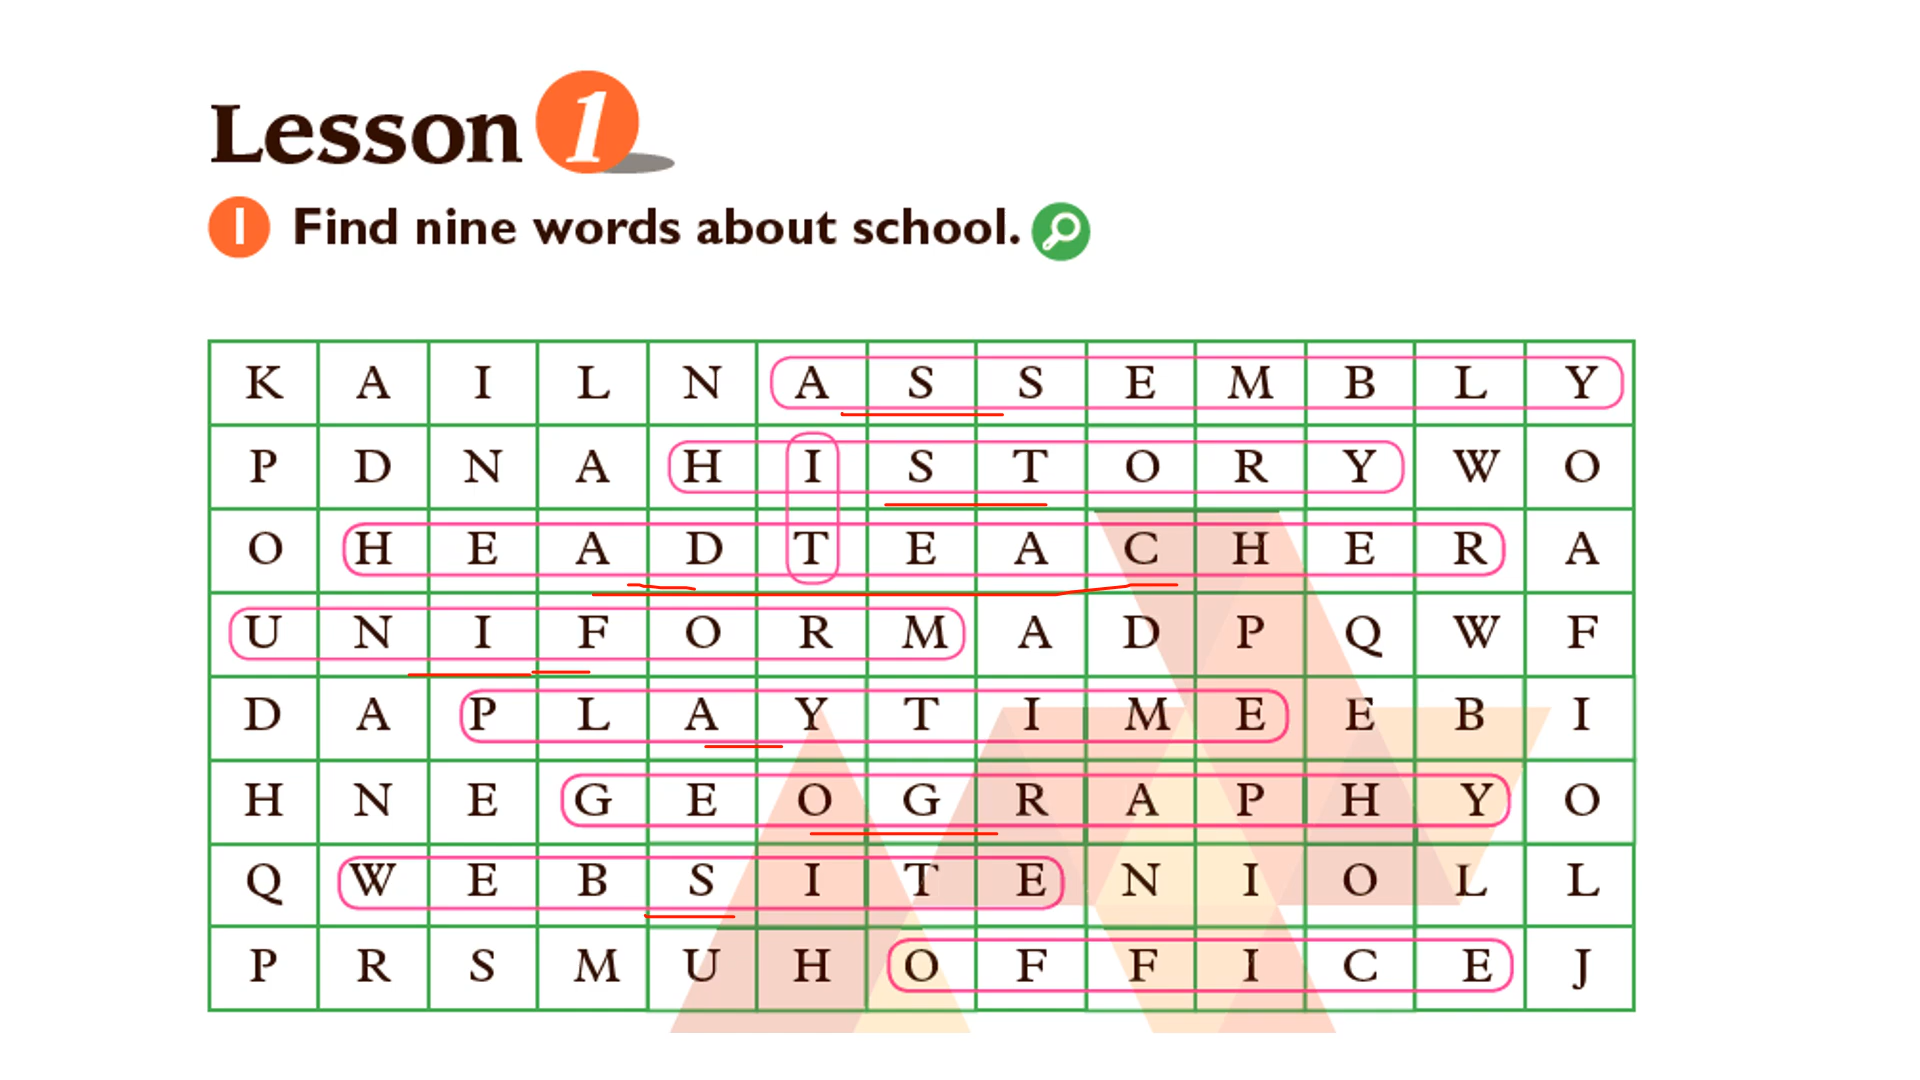 Lesson 1
1 Find nine words about school.
K A I L N A S S E M B L Y
P D N A H I S T O R Y W O
O H E A D T E A C H E R A
U N I F O R M A D P Q W F
D A P L A Y T I M E E B I
H N E G E O G R A P H Y O
Q W E B S I T E N I O L L
P R S M U H O F F I C E J